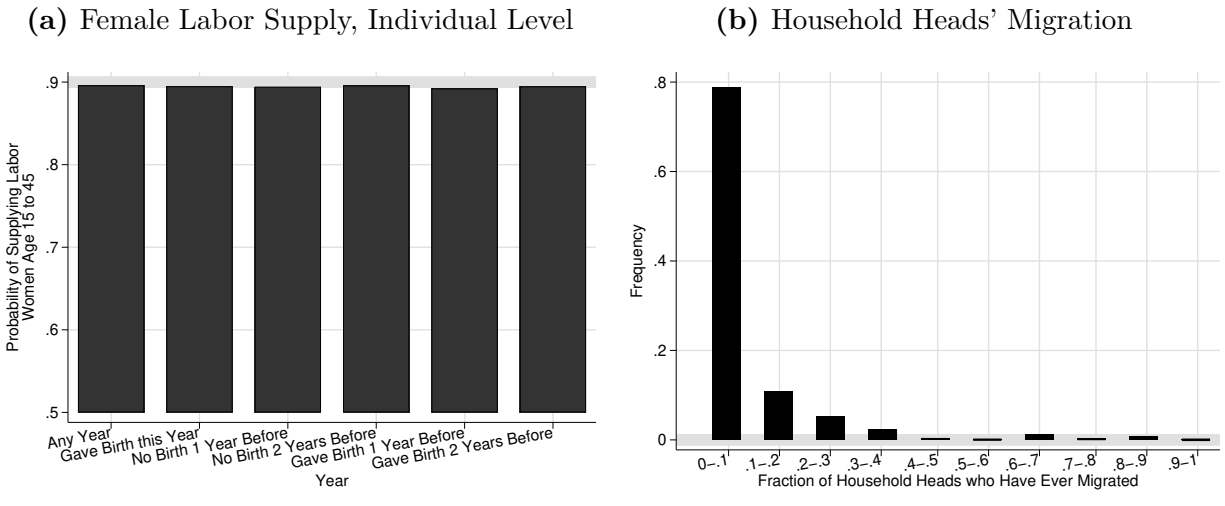 (a) Female Labor Supply, Individual Level
Probability of Supplying Labor
Women Age 15 to 45
.9
.8
.7
.6
.5
Any Year
Gave Birth this Year
No Birth 1 Year Before
No Birth 2 Years Before
Gave Birth 1 Year Before
Gave Birth 2 Years Before
Year
(b) Household Heads' Migration
Frequency
.8
.6
.4
.2
0
0–.1
.1–.2
.2–.3
.3–.4
.4–.5
.5–.6
.6–.7
.7–.8
.8–.9
.9–1
Fraction of Household Heads who Have Ever Migrated